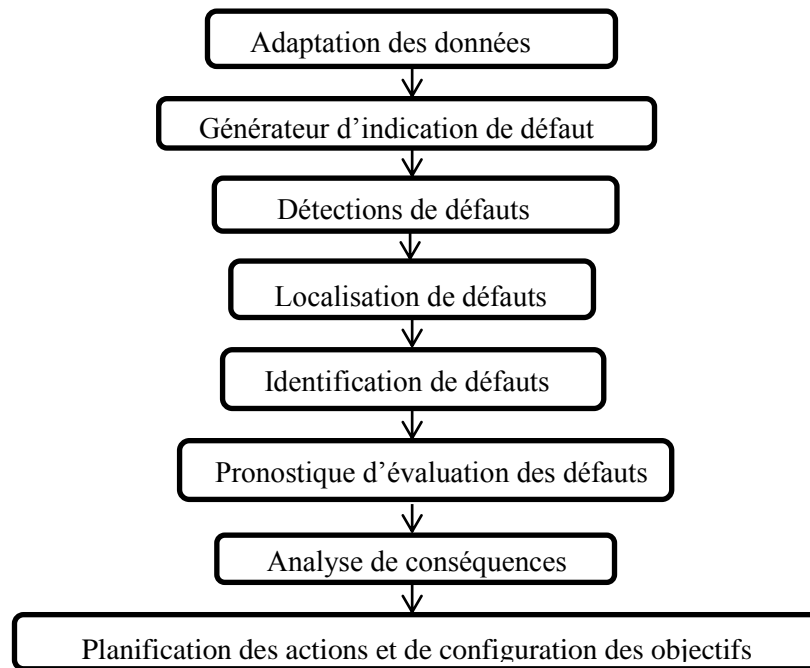 Adaptation des données
Générateur d’indication de défaut
Détections de défauts
Localisation de défauts
Identification de défauts
Pronostique d’évaluation des défauts
Analyse de conséquences
Planification des actions et de configuration des objectifs